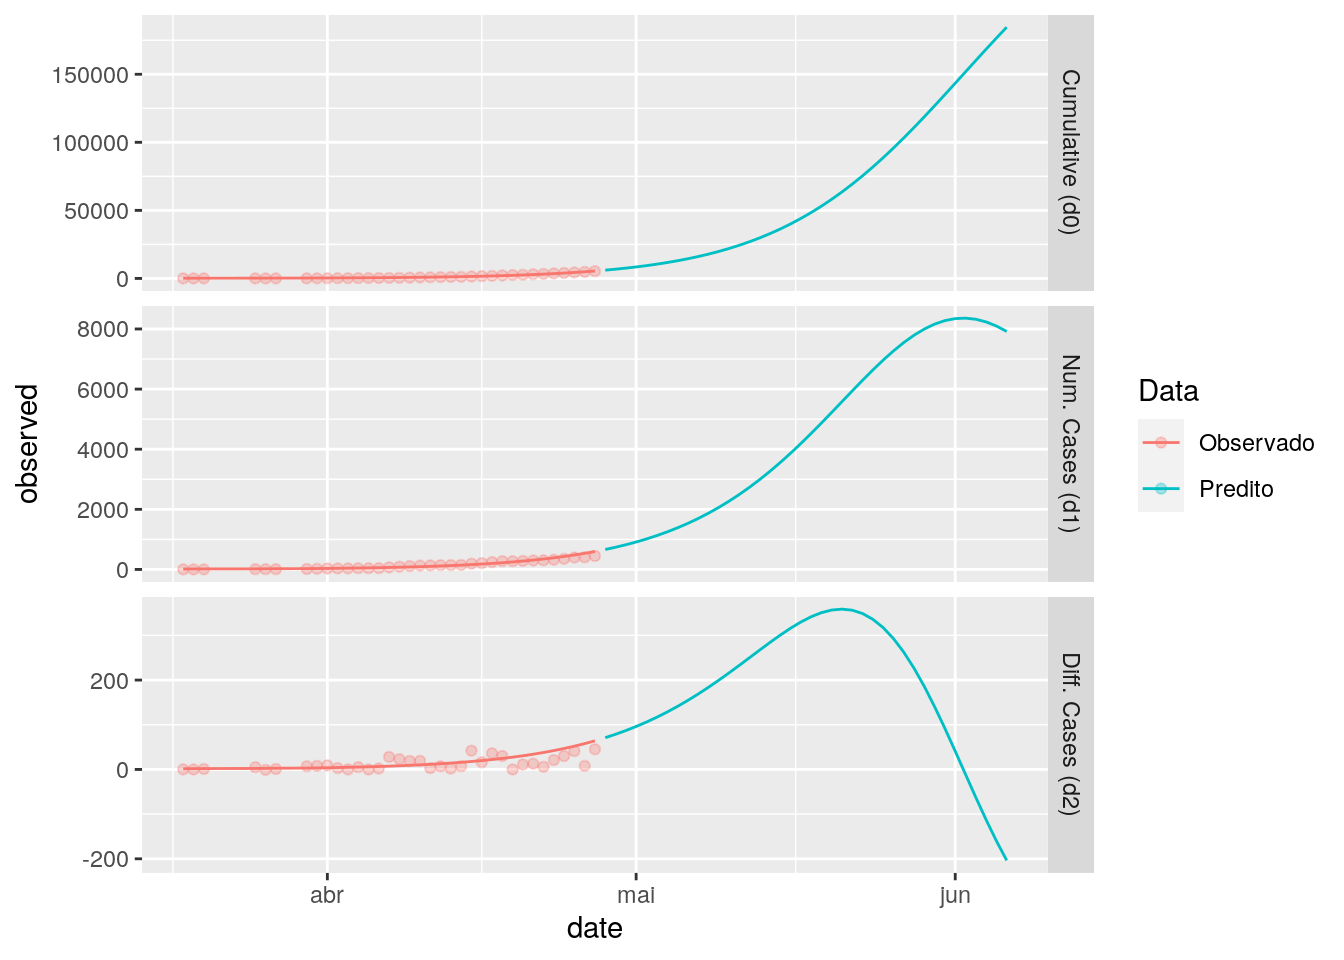 150000
100000
50000
0
Cumulative (d0)
8000
6000
4000
2000
0
Num. Cases (d1)
200
0
-200
Diff. Cases (d2)
observed
abr
mai
jun
date
Data
Observado
Predito